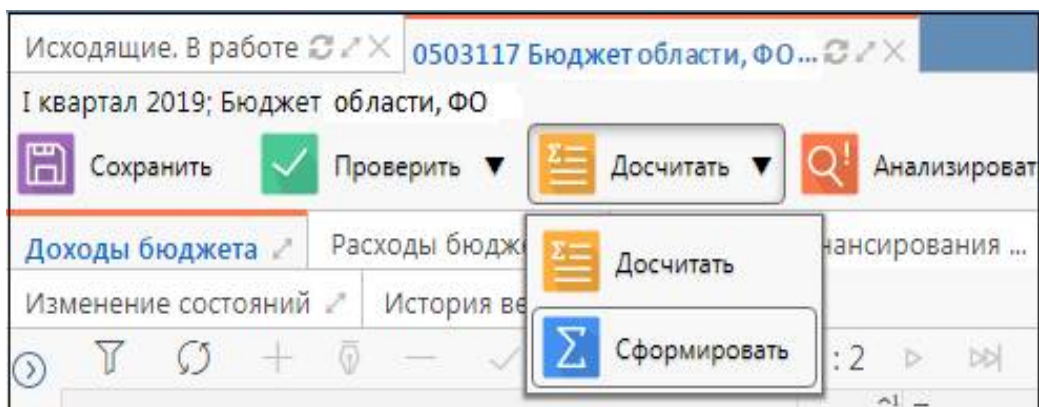 Исходящие. В работе 0503117 Бюджет области, ФО...
I квартал 2019; Бюджет области, ФО
Сохранить Проверить ▼ Досчитать ▼ Анализироват
Доходы бюджета Расходы бюдже нансирования ...
Досчитать
Изменение состояний История ве
Сформировать
: 2